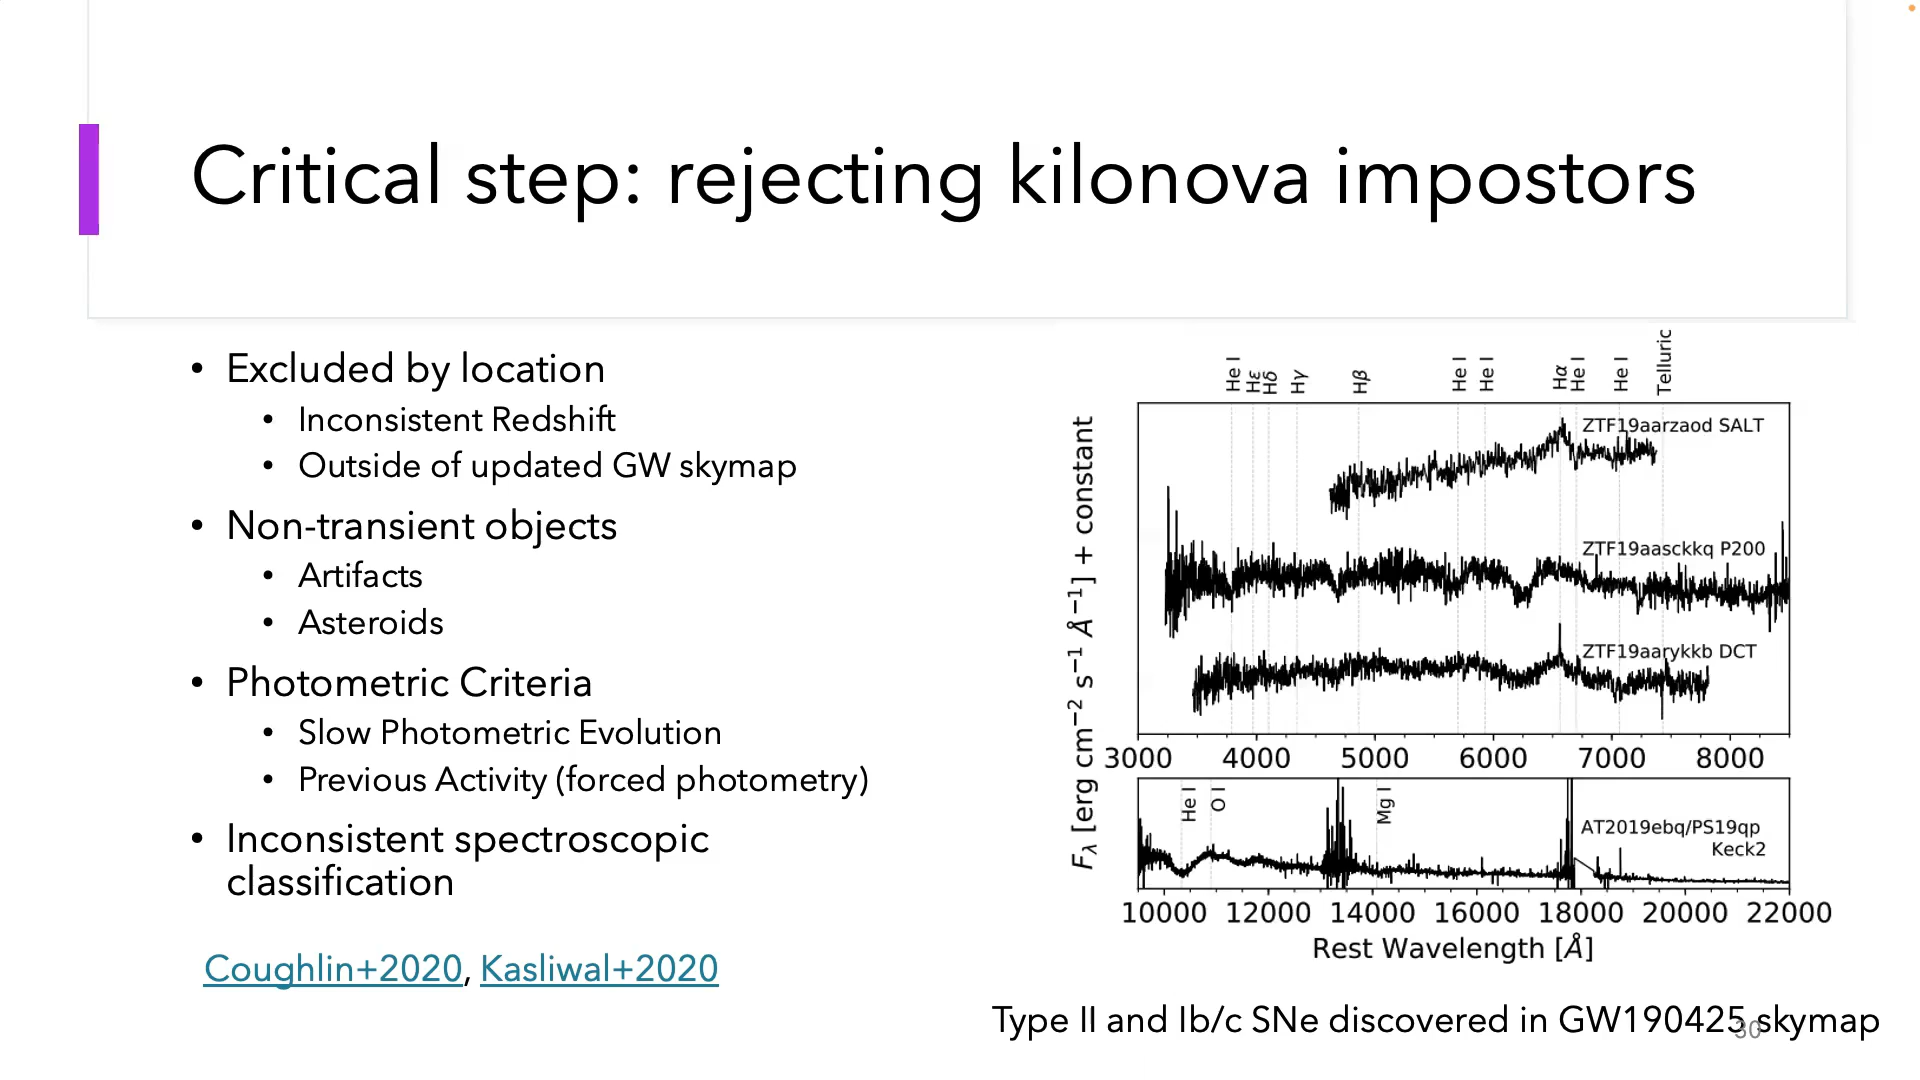 Critical step: rejecting kilonova impostors
• Excluded by location
• Inconsistent Redshift
• Outside of updated GW skymap
• Non-transient objects
• Artifacts
• Asteroids
• Photometric Criteria
• Slow Photometric Evolution
• Previous Activity (forced photometry)
• Inconsistent spectroscopic
classification
Coughlin+2020, Kasliwal+2020
He I Hε Hδ Hγ Hβ He I He I Hα He I He I Telluric
ZTF19aarzaod SALT
ZTF19aasckkq P200
ZTF19aarykkb DCT
3000 4000 5000 6000 7000 8000
He I O I Mg I
AT2019ebq/PS19qp
Keck2
10000 12000 14000 16000 18000 20000 22000
Rest Wavelength [Å]
Fλ [erg cm−2 s−1 Å−1] + constant
Type II and Ib/c SNe discovered in GW190425 skymap
30